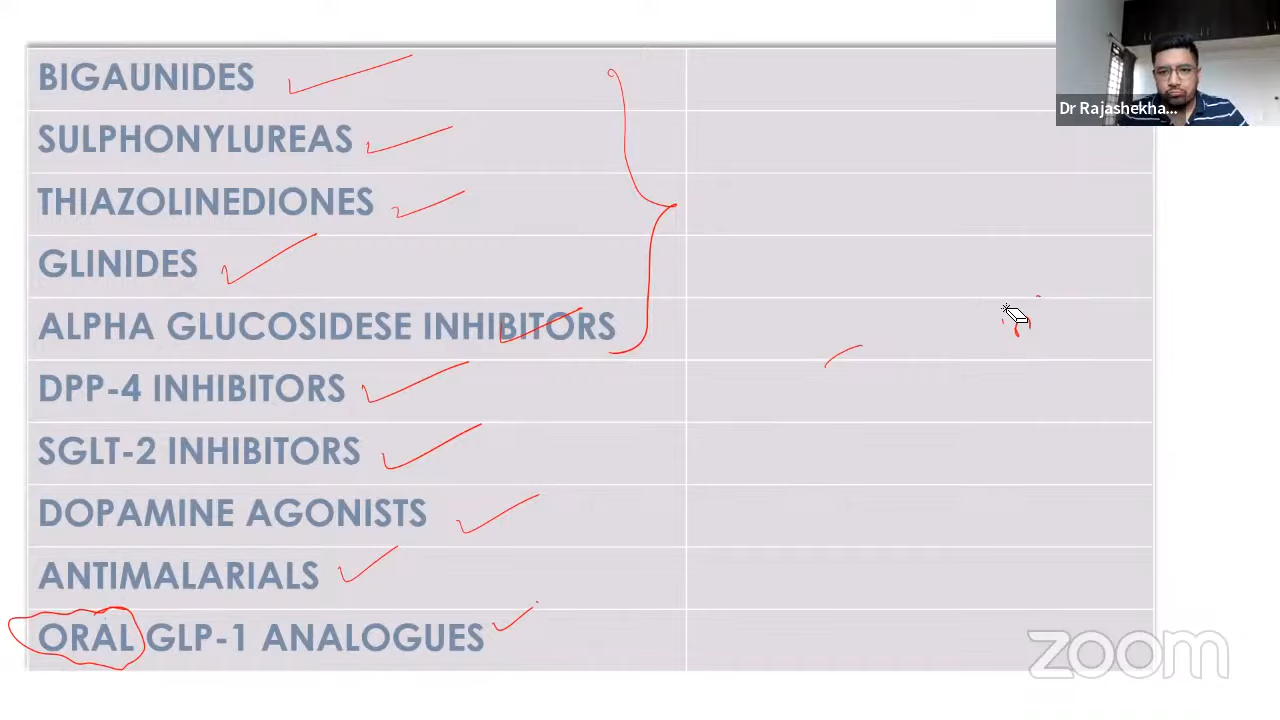 BIGAUNIDES
Dr Rajashekha...
SULPHONYLUREAS
THIAZOLINEDIONES
GLINIDES
ALPHA GLUCOSIDESE INHIBITORS
DPP-4 INHIBITORS
SGLT-2 INHIBITORS
DOPAMINE AGONISTS
ANTIMALARIALS
ORAL GLP-1 ANALOGUES
zoom